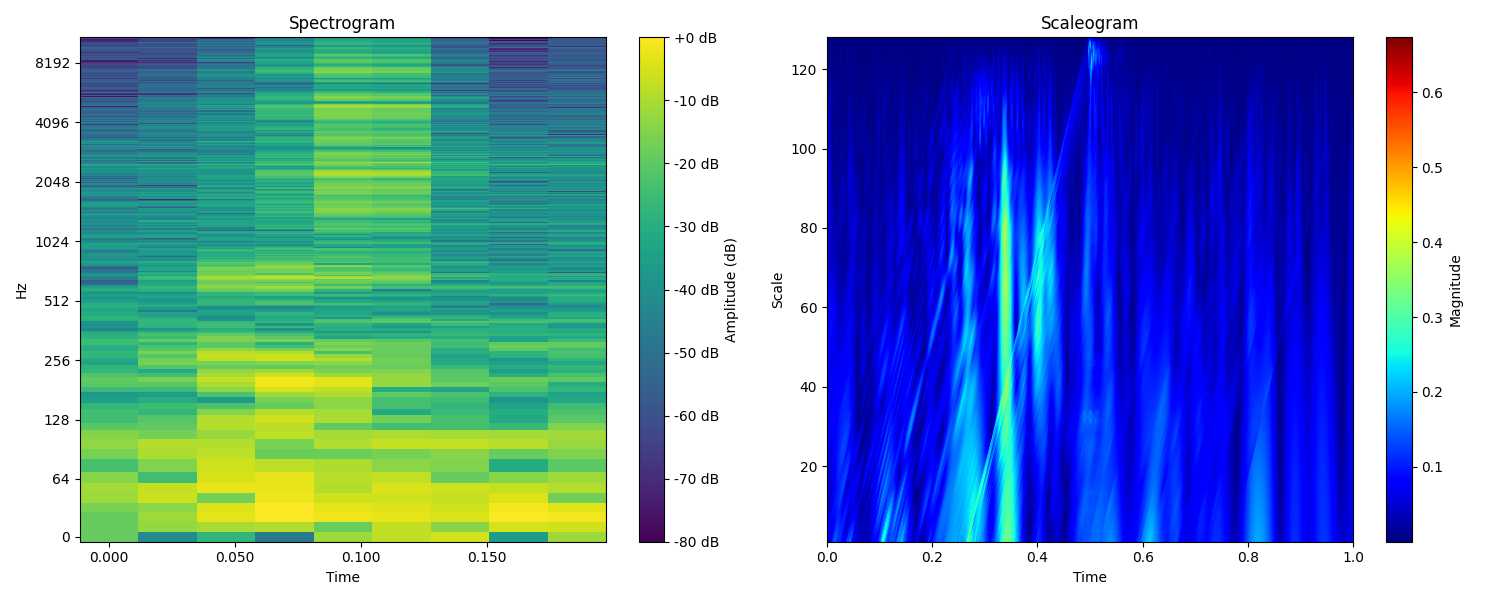 Spectrogram
Hz
8192
4096
2048
1024
512
256
128
64
0
0.000 0.050 0.100 0.150
Time
+0 dB
-10 dB
-20 dB
-30 dB
-40 dB
-50 dB
-60 dB
-70 dB
-80 dB
Amplitude (dB)
Scaleogram
Scale
120
100
80
60
40
20
0.0 0.2 0.4 0.6 0.8 1.0
Time
0.6
0.5
0.4
0.3
0.2
0.1
Magnitude